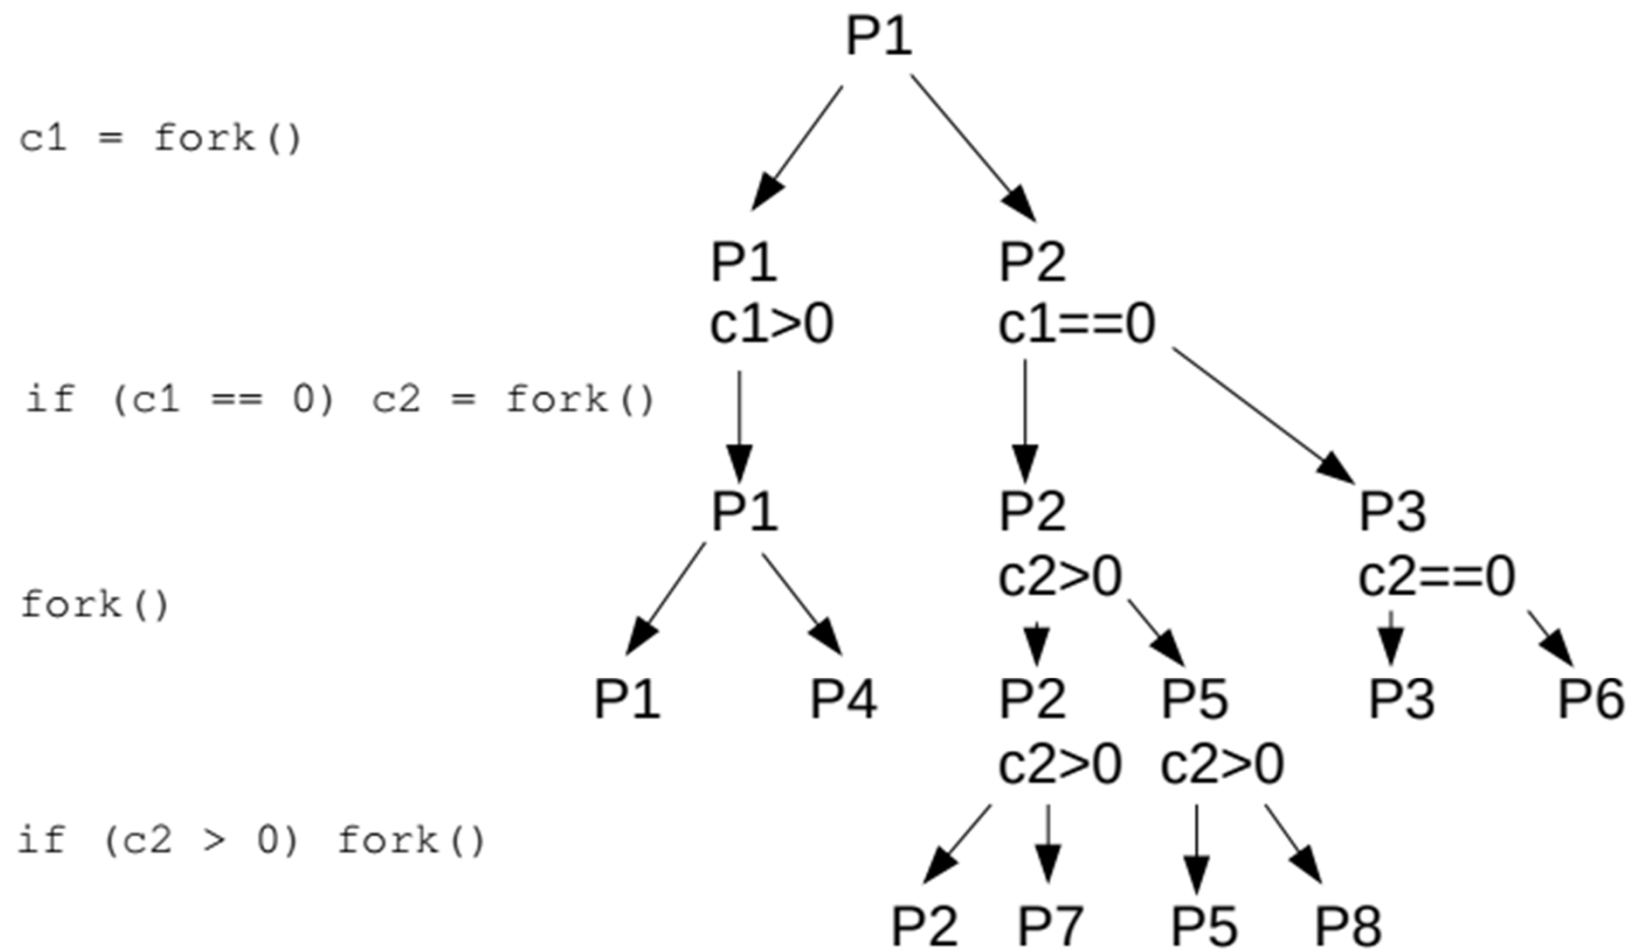 P1
c1 = fork()
P1 P2
c1>0 c1==0
if (c1 == 0) c2 = fork()
P1 P2 P3
c2>0 c2==0
fork()
P1 P4 P2 P5 P3 P6
c2>0 c2>0
if (c2 > 0) fork()
P2 P7 P5 P8